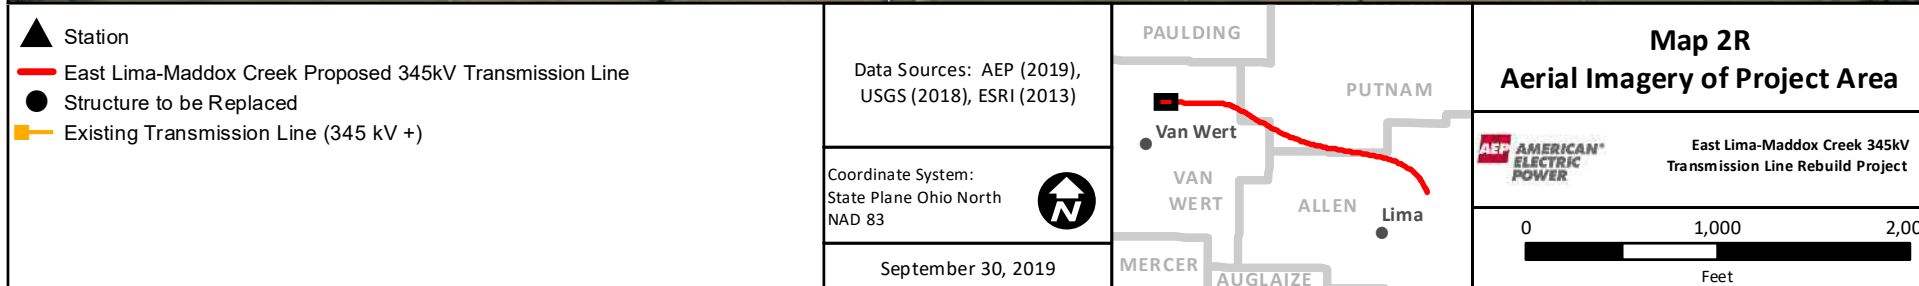 Station
East Lima-Maddox Creek Proposed 345kV Transmission Line
Structure to be Replaced
Existing Transmission Line (345 kV +)
Data Sources: AEP (2019),
USGS (2018), ESRI (2013)
Coordinate System:
State Plane Ohio North
NAD 83
N
September 30, 2019
PAULDING
PUTNAM
Van Wert
VAN
WERT
ALLEN
Lima
MERCER
AUGLAIZE
Map 2R
Aerial Imagery of Project Area
AEP AMERICAN®
ELECTRIC
POWER
East Lima-Maddox Creek 345kV
Transmission Line Rebuild Project
0 1,000 2,00
Feet